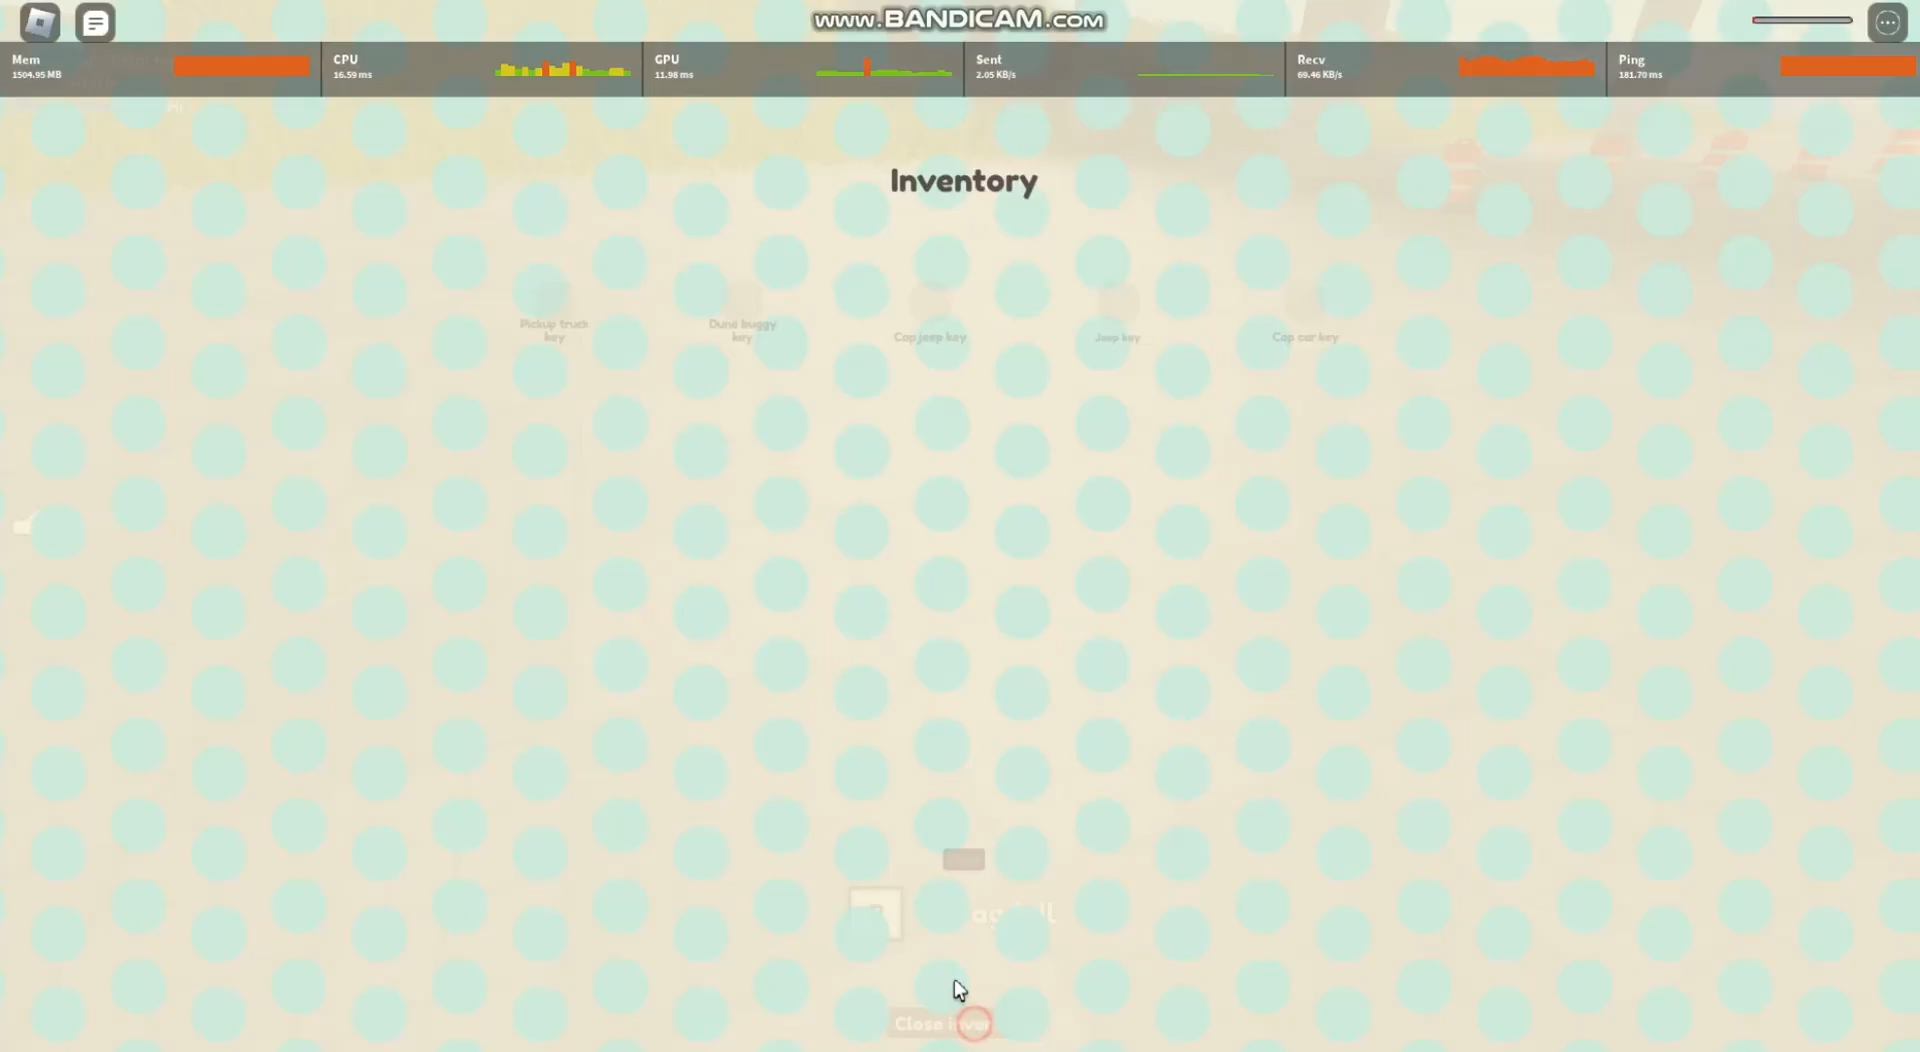 www.BANDICAM.com
Mem
1504.95 MB
CPU
16.59 ms
GPU
11.98 ms
Sent
2.05 KB/s
Recv
69.46 KB/s
Ping
181.70 ms
Inventory
Pickup truck
key
Dune buggy
key
Cop jeep key
Jeep key
Cop car key
Close